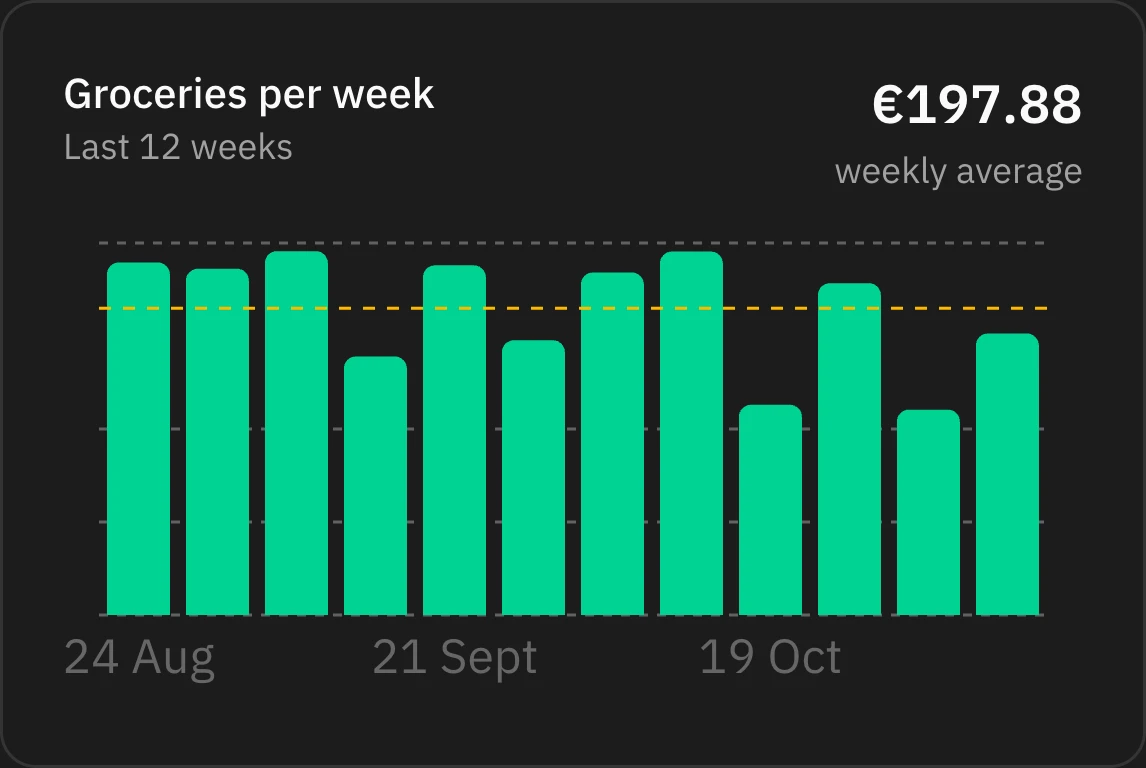 Groceries per week
Last 12 weeks
€197.88
weekly average
24 Aug
21 Sept
19 Oct